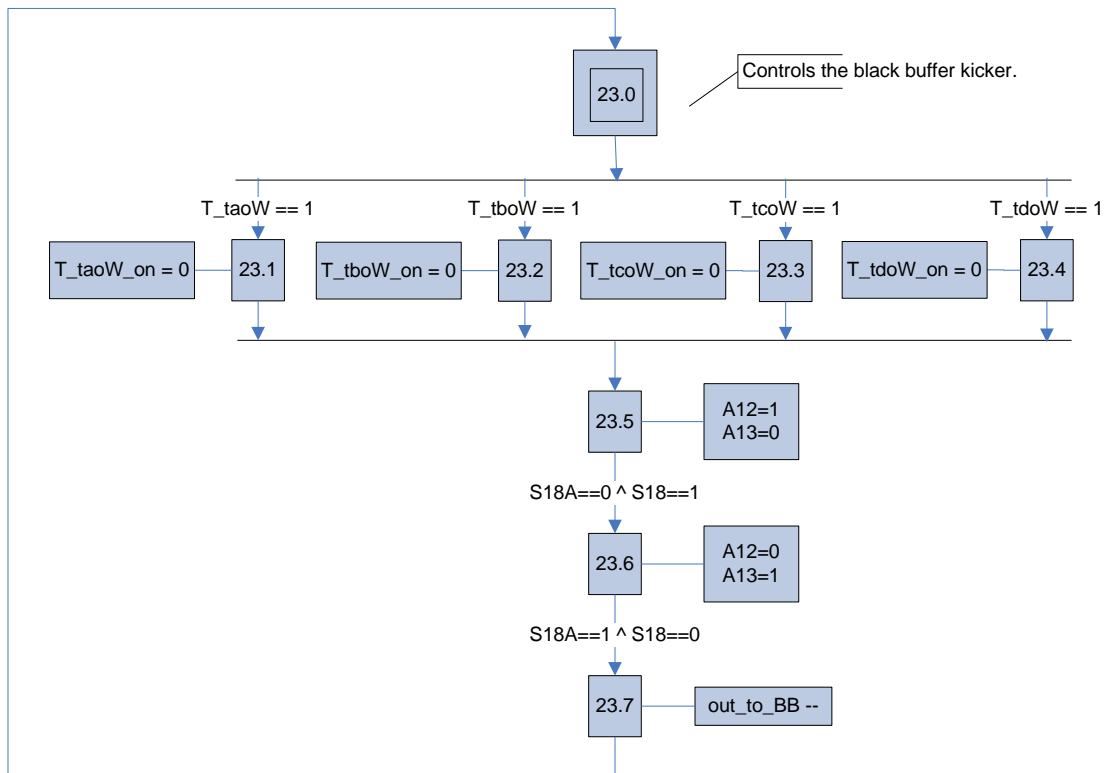 23.0
Controls the black buffer kicker.
T_taoW == 1
T_tboW == 1
T_tcoW == 1
T_tdoW == 1
T_taoW_on = 0
23.1
T_tboW_on = 0
23.2
T_tcoW_on = 0
23.3
T_tdoW_on = 0
23.4
23.5
A12=1
A13=0
S18A==0 ^ S18==1
23.6
A12=0
A13=1
S18A==1 ^ S18==0
23.7
out_to_BB --